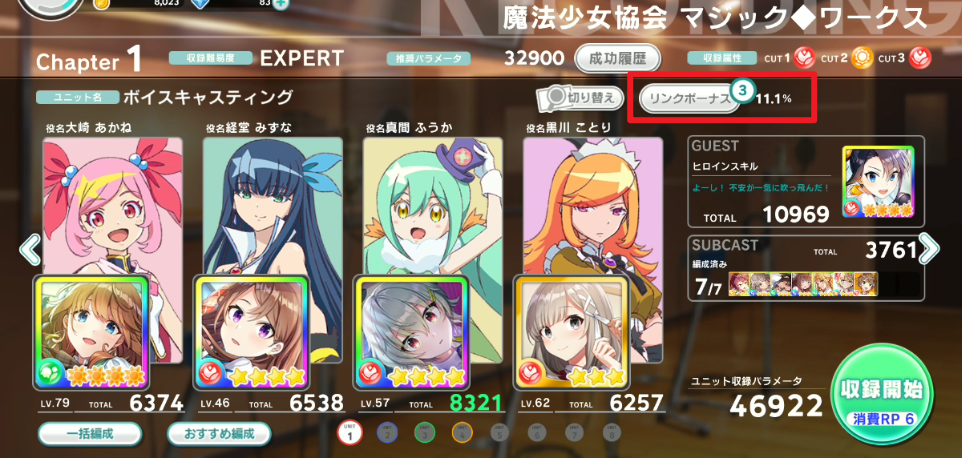 8,023
83
魔法少女協会 マジック◆ワークス
Chapter 1
収録難易度
EXPERT
推奨パラメータ
32900
成功履歴
収録属性
CUT1
CUT2
CUT3
ユニット名
ボイスキャスティング
切り替え
リンクボーナス
3
11.1%
役名大崎 あかね
役名経堂 みずな
役名真間 ふうか
役名黒川 ことり
GUEST
ヒロインスキル
よーし! 不安が一気に吹っ飛んだ!
TOTAL 10969
SUBCAST
TOTAL 3761
編成済み
7/7
LV.79 TOTAL 6374
LV.46 TOTAL 6538
LV.57 TOTAL 8321
LV.62 TOTAL 6257
ユニット収録パラメータ
46922
収録開始
消費RP 6
一括編成
おすすめ編成
UNIT
1
2
3
4
5
6
7
8